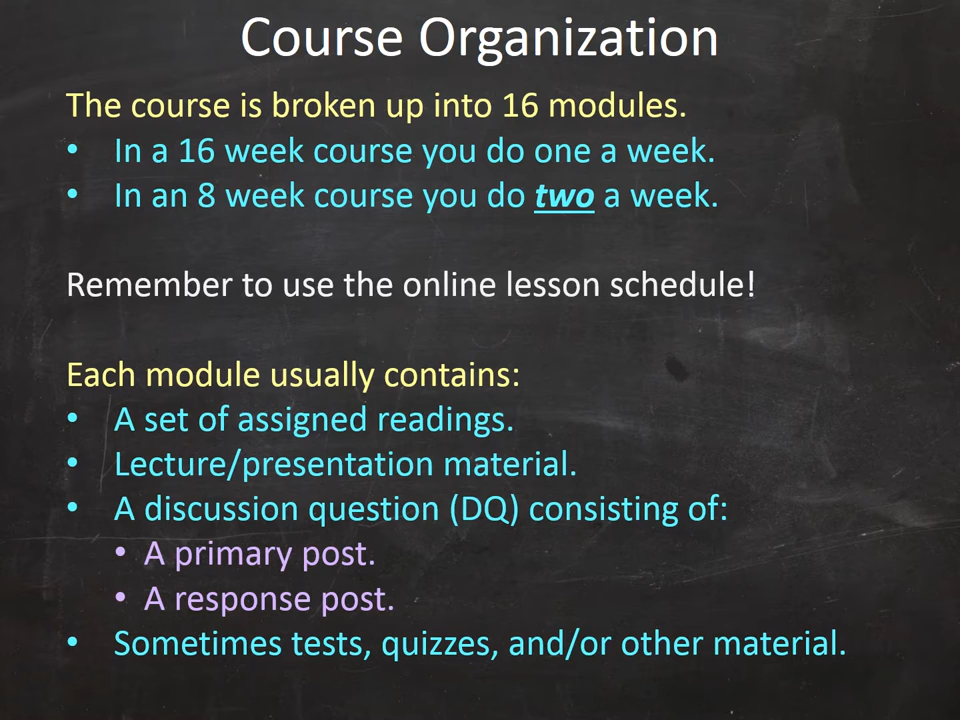 Course Organization
The course is broken up into 16 modules.
• In a 16 week course you do one a week.
• In an 8 week course you do two a week.
Remember to use the online lesson schedule!
Each module usually contains:
• A set of assigned readings.
• Lecture/presentation material.
• A discussion question (DQ) consisting of:
• A primary post.
• A response post.
• Sometimes tests, quizzes, and/or other material.